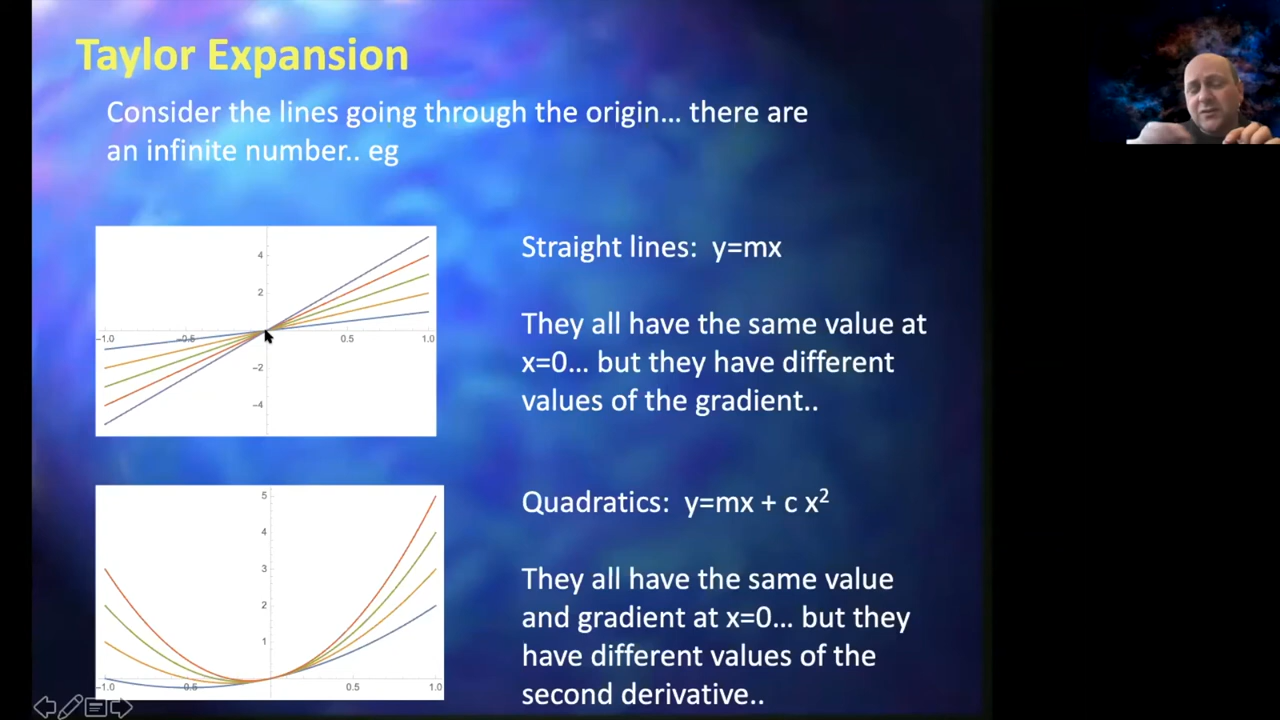 Taylor Expansion
Consider the lines going through the origin... there are
an infinite number.. eg
4
2
−1.0
−0.5
0.5
1.0
−2
−4
Straight lines:  y=mx
They all have the same value at
x=0... but they have different
values of the gradient..
5
4
3
2
1
−1.0
0.5
0.5
1.0
Quadratics:  y=mx + c x²
They all have the same value
and gradient at x=0... but they
have different values of the
second derivative..